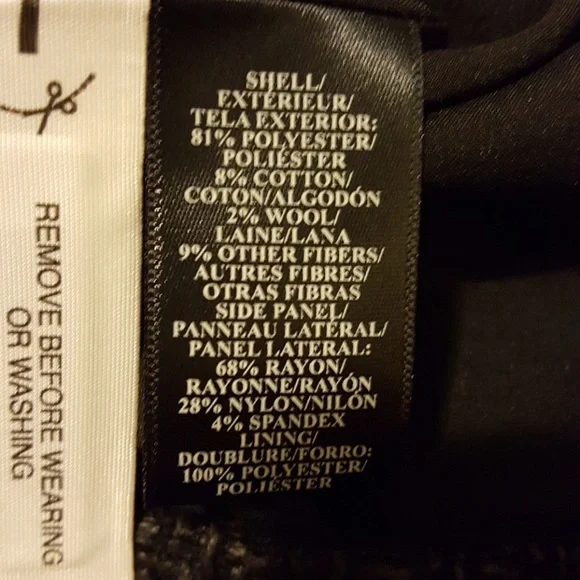 SHELL/
EXTÉRIEUR/
TELA EXTERIOR:
81% POLYESTER/
POLIÉSTER
8% COTTON/
COTON/ALGODÓN
2% WOOL/
LAINE/LANA
9% OTHER FIBERS/
AUTRES FIBRES/
OTRAS FIBRAS
SIDE PANEL/
PANNEAU LATÉRAL/
PANEL LATERAL:
68% RAYON/
RAYONNE/RAYÓN
28% NYLON/NILÓN
4% SPANDEX
LINING/
DOUBLURE/FORRO:
100% POLYESTER/
POLIÉSTER
REMOVE BEFORE WEARING
OR WASHING